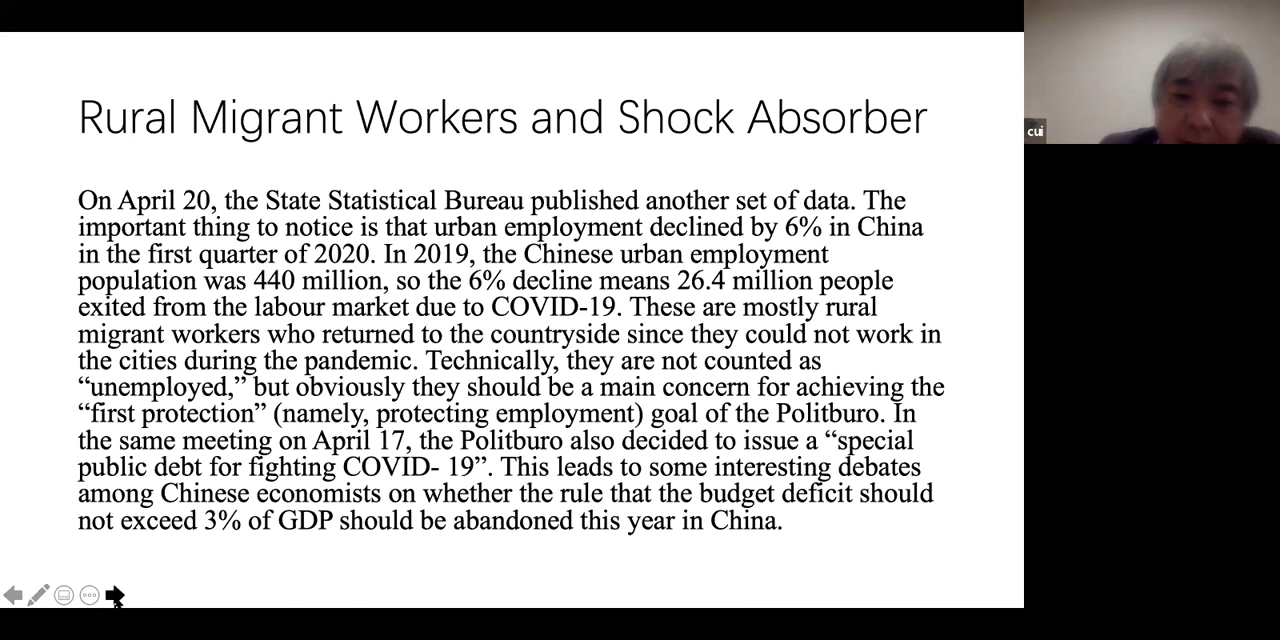 Rural Migrant Workers and Shock Absorber
On April 20, the State Statistical Bureau published another set of data. The
important thing to notice is that urban employment declined by 6% in China
in the first quarter of 2020. In 2019, the Chinese urban employment
population was 440 million, so the 6% decline means 26.4 million people
exited from the labour market due to COVID-19. These are mostly rural
migrant workers who returned to the countryside since they could not work in
the cities during the pandemic. Technically, they are not counted as
“unemployed,” but obviously they should be a main concern for achieving the
“first protection” (namely, protecting employment) goal of the Politburo. In
the same meeting on April 17, the Politburo also decided to issue a “special
public debt for fighting COVID- 19”. This leads to some interesting debates
among Chinese economists on whether the rule that the budget deficit should
not exceed 3% of GDP should be abandoned this year in China.
cui